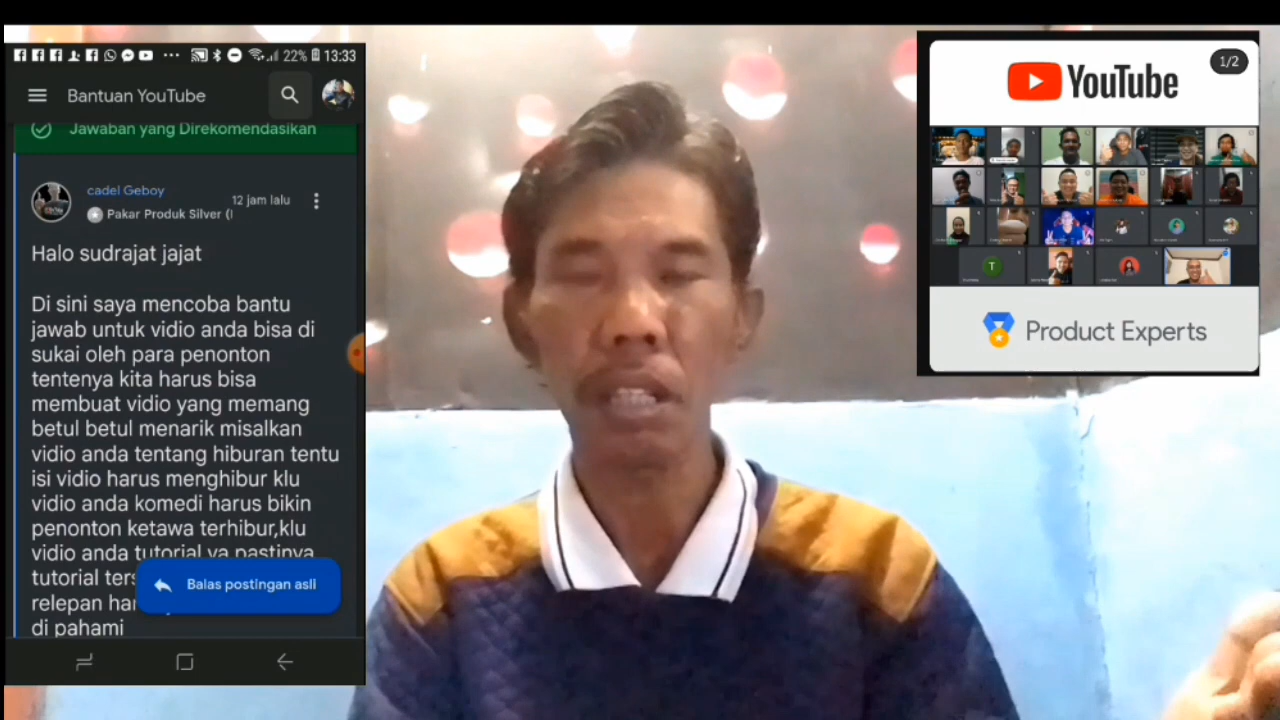 22% 13:33
Bantuan YouTube
Jawaban yang Direkomendasikan
cadel Geboy
12 jam lalu
Pakar Produk Silver (
Halo sudrajat jajat
Di sini saya mencoba bantu
jawab untuk vidio anda bisa di
sukai oleh para penonton
tentenya kita harus bisa
membuat vidio yang memang
betul betul menarik misalkan
vidio anda tentang hiburan tentu
isi vidio harus menghibur klu
vidio anda komedi harus bikin
penonton ketawa terhibur,klu
vidio anda tutorial ya pastinya
tutorial
relepan
di pahami
Balas postingan asli
1/2
YouTube
T
Product Experts